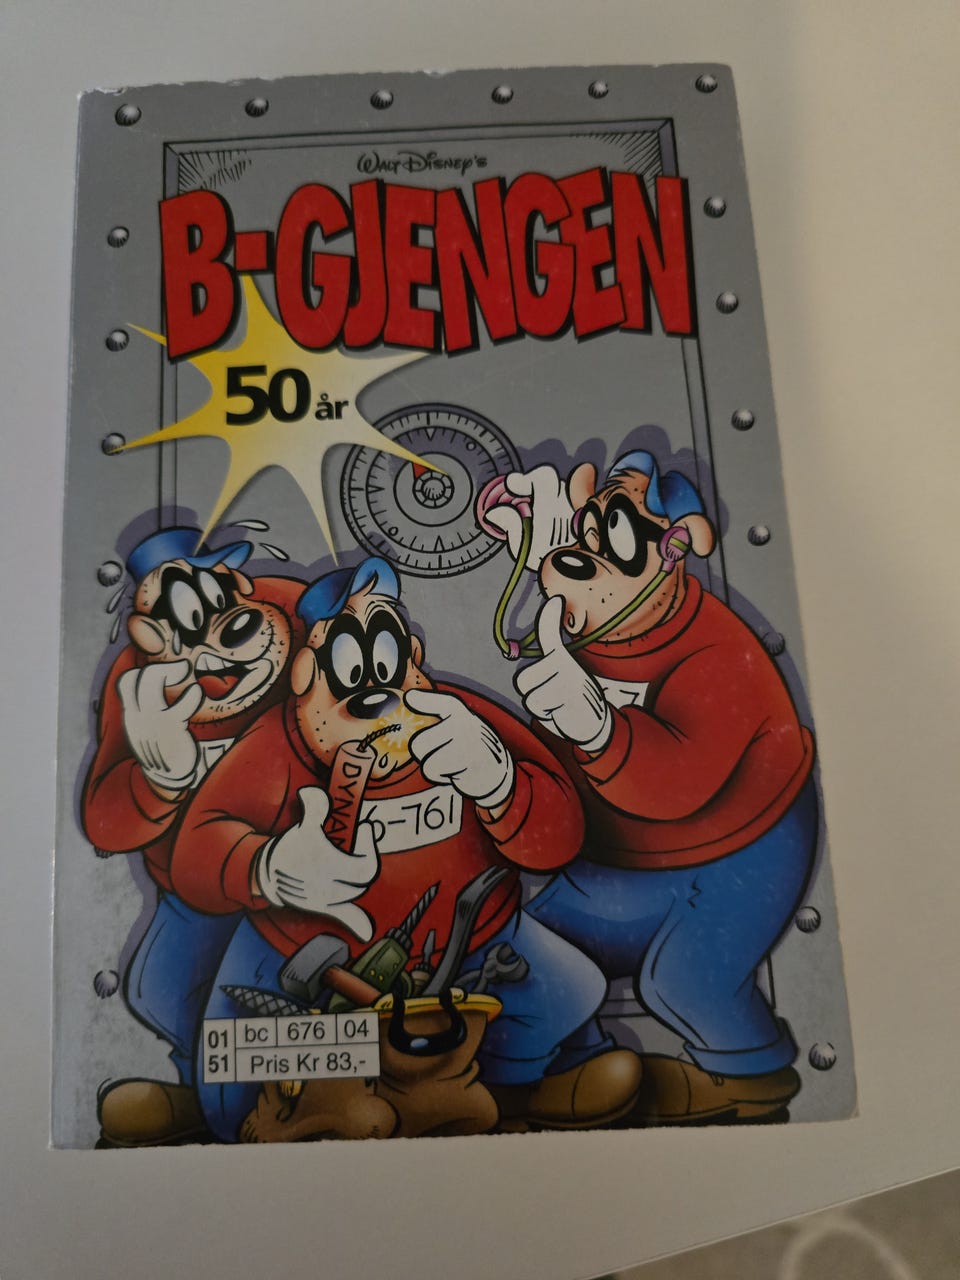 WALT DISNEY'S
B-GJENGEN
50 år
DYNAM
6-761
01 bc 676 04
51 Pris Kr 83,-